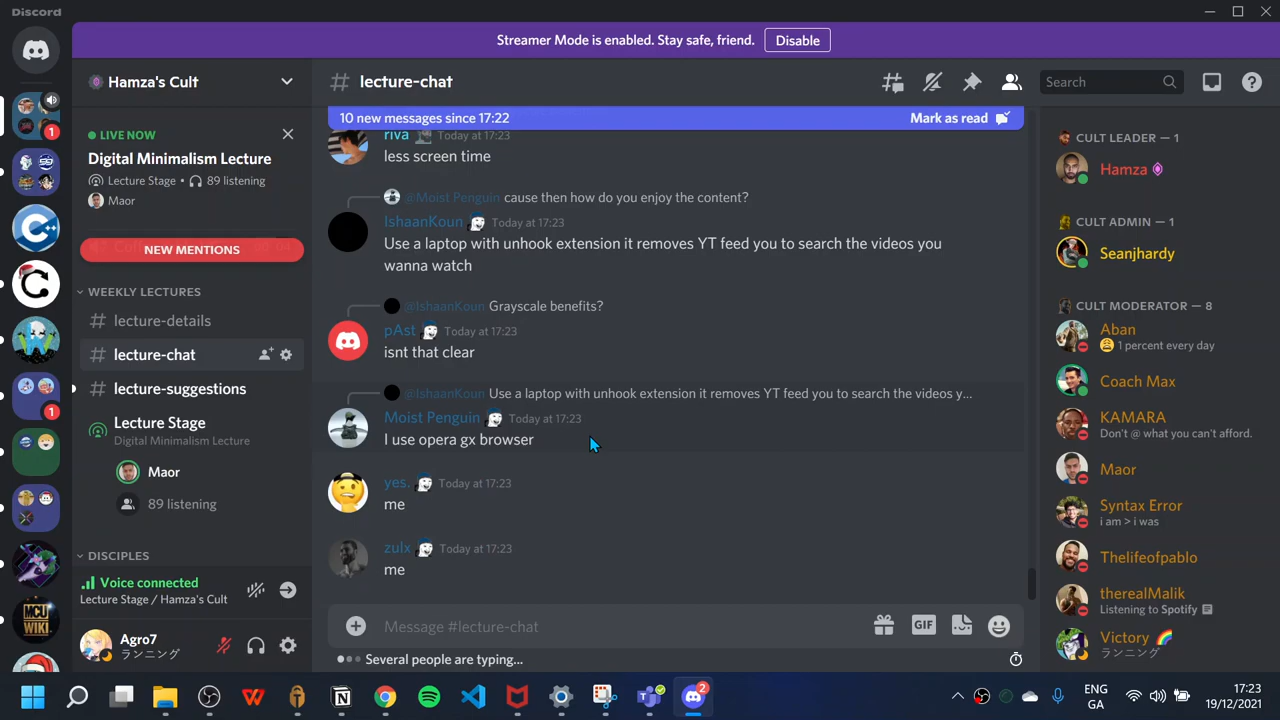 Discord
Streamer Mode is enabled. Stay safe, friend.
Disable
Hamza's Cult
lecture-chat
Search
LIVE NOW
Digital Minimalism Lecture
Lecture Stage • 89 listening
Maor
NEW MENTIONS
WEEKLY LECTURES
lecture-details
lecture-chat
lecture-suggestions
Lecture Stage
Digital Minimalism Lecture
Maor
89 listening
DISCIPLES
Voice connected
Lecture Stage / Hamza's Cult
Agro7
ランニング
1
1
MCU
WIKI
10 new messages since 17:22
Mark as read
riva Today at 17:23
less screen time
@Moist Penguin cause then how do you enjoy the content?
IshaanKoun Today at 17:23
Use a laptop with unhook extension it removes YT feed you to search the videos you
wanna watch
@IshaanKoun Grayscale benefits?
pAst Today at 17:23
isnt that clear
@IshaanKoun Use a laptop with unhook extension it removes YT feed you to search the videos y...
Moist Penguin Today at 17:23
I use opera gx browser
yes. Today at 17:23
me
zulx Today at 17:23
me
Message #lecture-chat
GIF
Several people are typing...
CULT LEADER — 1
Hamza
CULT ADMIN — 1
Seanjhardy
CULT MODERATOR — 8
Aban
1 percent every day
Coach Max
KAMARA
Don't @ what you can't afford.
Maor
Syntax Error
i am > i was
Thelifeofpablo
therealMalik
Listening to Spotify
Victory
ランニング
2
ENG
GA
17:23
19/12/2021